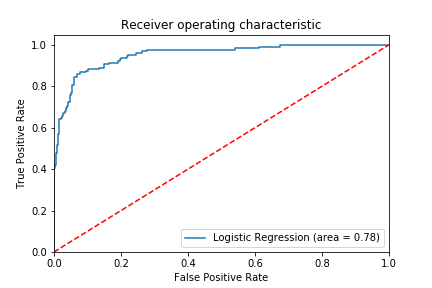 Receiver operating characteristic
1.0
0.8
0.6
0.4
0.2
0.0
True Positive Rate
Logistic Regression (area = 0.78)
0.0 0.2 0.4 0.6 0.8 1.0
False Positive Rate